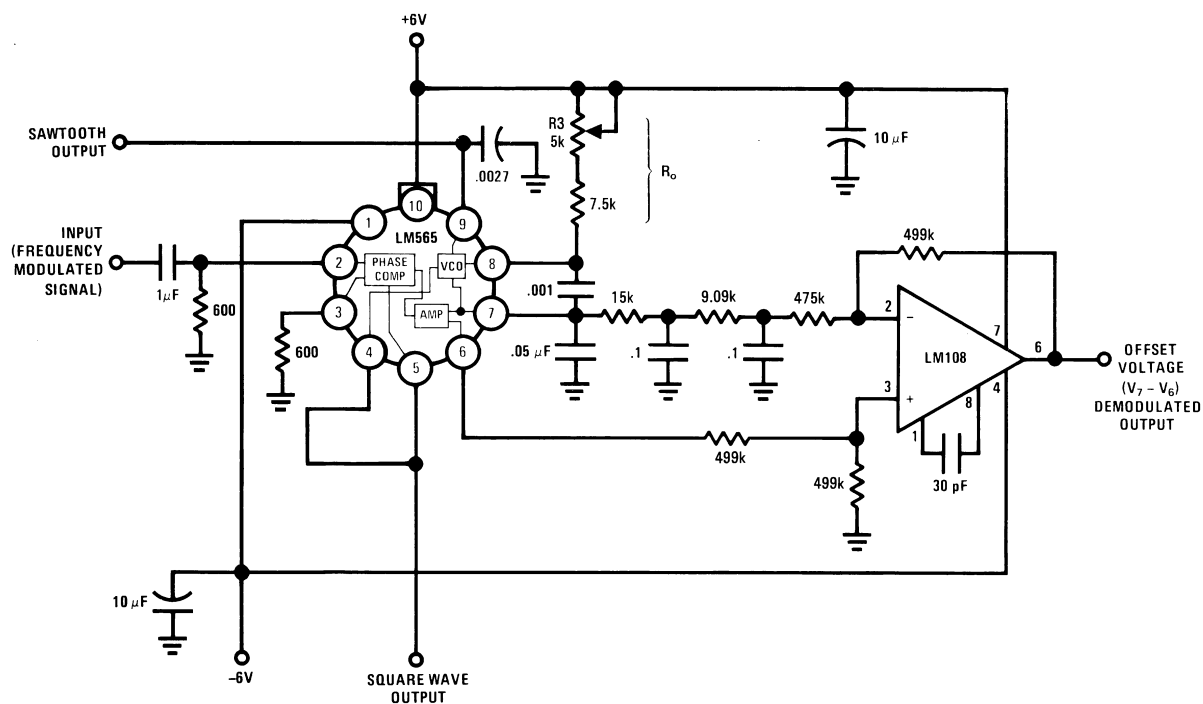 +6V
SAWTOOTH
OUTPUT
.0027
R3
5k
Ro
7.5k
10 μF
INPUT
(FREQUENCY
MODULATED
SIGNAL)
1μF
600
600
1
10
9
LM565
2
PHASE
COMP
VCO
8
3
AMP
7
4
5
6
.001
15k
9.09k
475k
499k
.05 μF
.1
.1
2
−
7
LM108
6
3
+
8
4
1
30 pF
OFFSET
VOLTAGE
(V7 – V6)
DEMODULATED
OUTPUT
499k
499k
10 μF
–6V
SQUARE WAVE
OUTPUT